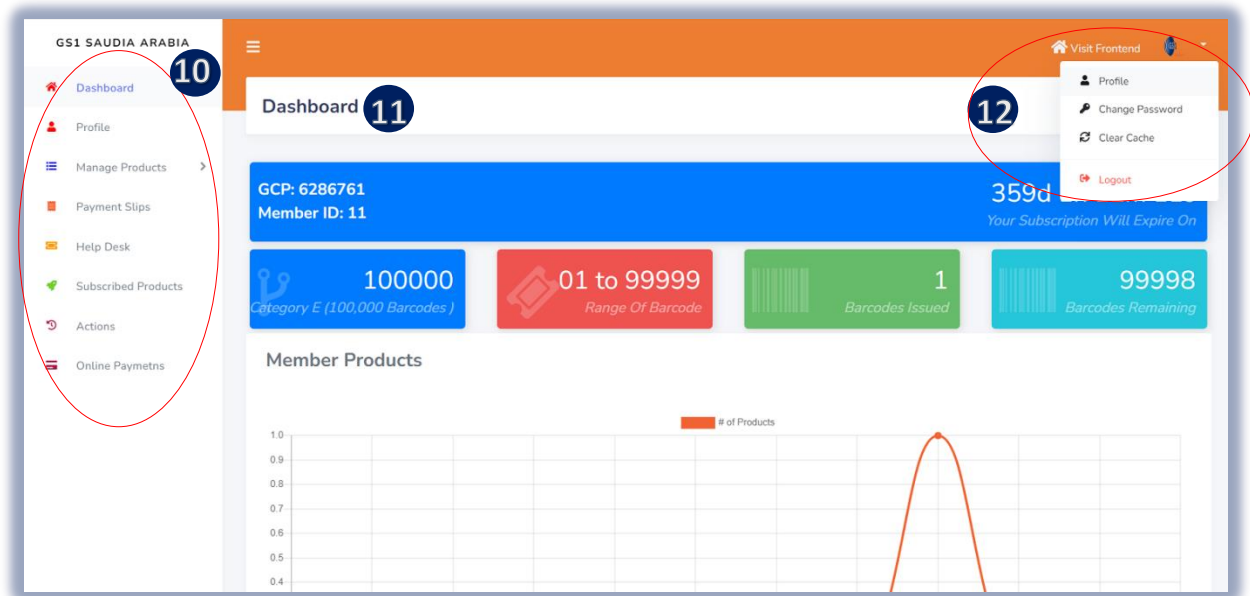 GS1 SAUDIA ARABIA
10
Dashboard
Profile
Manage Products
Payment Slips
Help Desk
Subscribed Products
Actions
Online Paymetns
Visit Frontend
Dashboard
11
12
Profile
Change Password
Clear Cache
Logout
GCP: 6286761
Member ID: 11
359d
Your Subscription Will Expire On
100000
Category E (100,000 Barcodes )
01 to 99999
Range Of Barcode
1
Barcodes Issued
99998
Barcodes Remaining
Member Products
# of Products
1.0
0.9
0.8
0.7
0.6
0.5
0.4